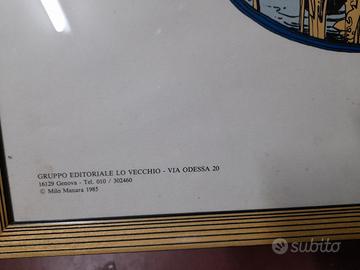 GRUPPO EDITORIALE LO VECCHIO - VIA ODESSA 20
16129 Genova - Tel. 010 / 302460
© Milo Manara 1985
subito